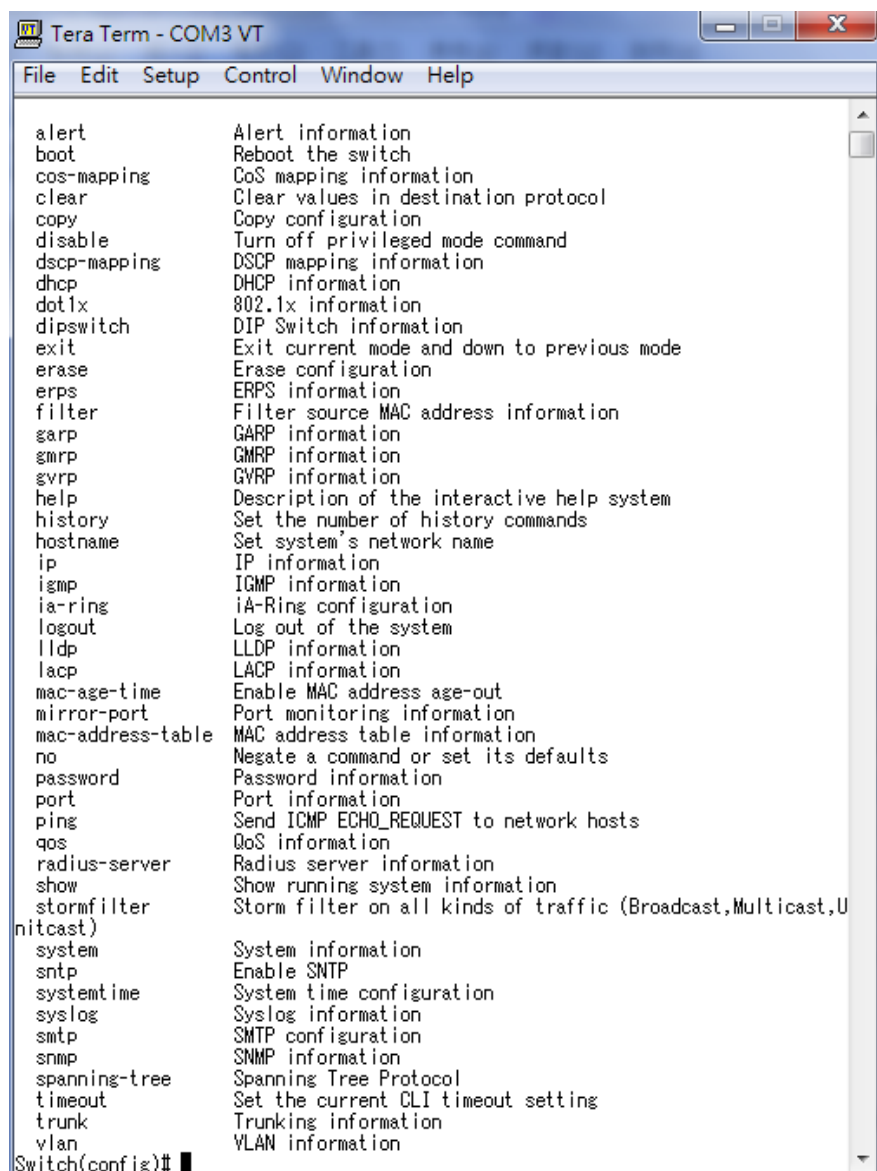 Tera Term - COM3 VT
File Edit Setup Control Window Help
alert Alert information
boot Reboot the switch
cos-mapping CoS mapping information
clear Clear values in destination protocol
copy Copy configuration
disable Turn off privileged mode command
dscp-mapping DSCP mapping information
dhcp DHCP information
dot1x 802.1x information
dipswitch DIP Switch information
exit Exit current mode and down to previous mode
erase Erase configuration
erps ERPS information
filter Filter source MAC address information
garp GARP information
gmrp GMRP information
gvrp GVRP information
help Description of the interactive help system
history Set the number of history commands
hostname Set system's network name
ip IP information
igmp IGMP information
ia-ring iA-Ring configuration
logout Log out of the system
lldp LLDP information
lacp LACP information
mac-age-time Enable MAC address age-out
mirror-port Port monitoring information
mac-address-table MAC address table information
no Negate a command or set its defaults
password Password information
port Port information
ping Send ICMP ECHO_REQUEST to network hosts
qos QoS information
radius-server Radius server information
show Show running system information
stormfilter Storm filter on all kinds of traffic (Broadcast,Multicast,U
nitcast)
system System information
sntp Enable SNTP
systemtime System time configuration
syslog Syslog information
smtp SMTP configuration
snmp SNMP information
spanning-tree Spanning Tree Protocol
timeout Set the current CLI timeout setting
trunk Trunking information
vlan VLAN information
Switch(config)#